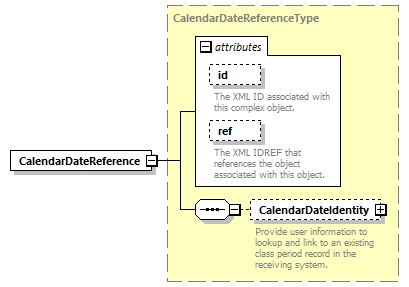 CalendarDateReferenceType
attributes
id
The XML ID associated with
this complex object.
ref
The XML IDREF that
references the object
associated with this object.
CalendarDateReference
CalendarDateIdentity
Provide user information to
lookup and link to an existing
class period record in the
receiving system.